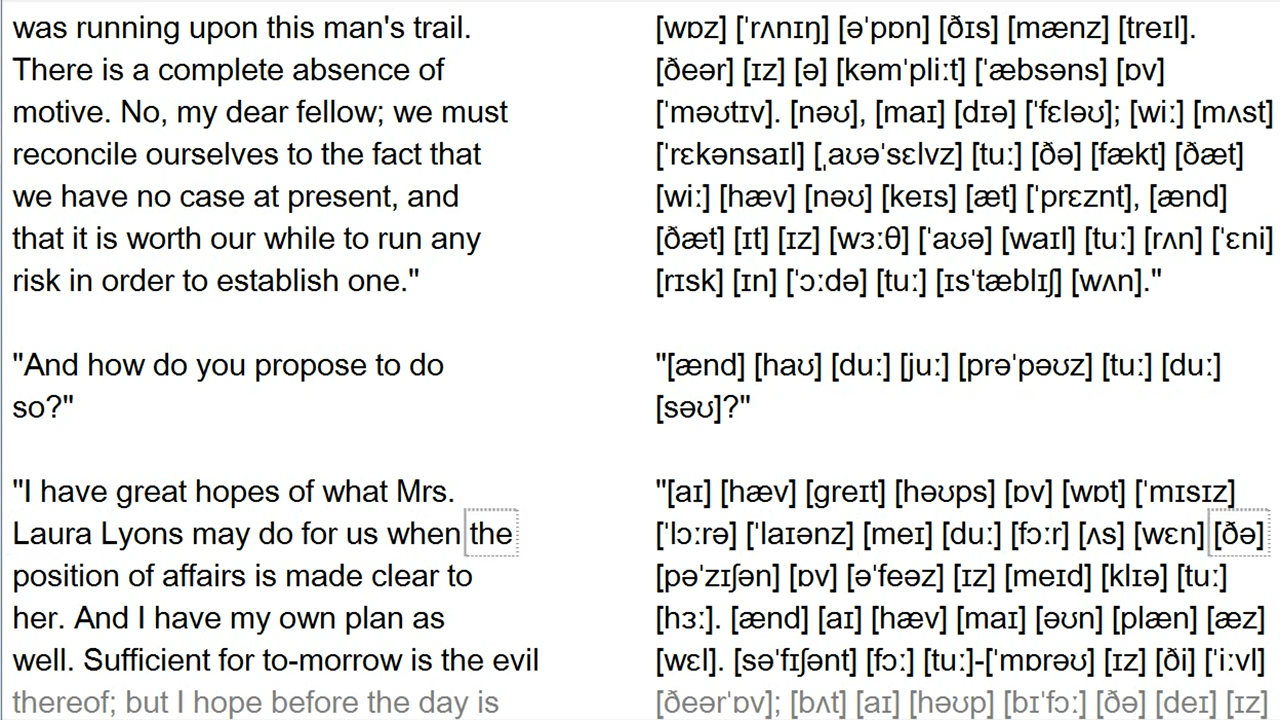 was running upon this man's trail.
There is a complete absence of
motive. No, my dear fellow; we must
reconcile ourselves to the fact that
we have no case at present, and
that it is worth our while to run any
risk in order to establish one."
"And how do you propose to do
so?"
"I have great hopes of what Mrs.
Laura Lyons may do for us when the
position of affairs is made clear to
her. And I have my own plan as
well. Sufficient for to-morrow is the evil
thereof; but I hope before the day is
[wɒz] [ˈrʌnɪŋ] [əˈpɒn] [ðɪs] [mænz] [treɪl].
[ðeər] [ɪz] [ə] [kəmˈpliːt] [ˈæbsəns] [ɒv]
[ˈməʊtɪv]. [nəʊ], [maɪ] [dɪə] [ˈfɛləʊ]; [wiː] [mʌst]
[ˈrɛkənsaɪl] [ˌaʊəˈsɛlvz] [tuː] [ðə] [fækt] [ðæt]
[wiː] [hæv] [nəʊ] [keɪs] [æt] [ˈprɛznt], [ænd]
[ðæt] [ɪt] [ɪz] [wɜːθ] [ˈaʊə] [waɪl] [tuː] [rʌn] [ˈɛni]
[rɪsk] [ɪn] [ˈɔːdə] [tuː] [ɪsˈtæblɪʃ] [wʌn]."
"[ænd] [haʊ] [duː] [juː] [prəˈpəʊz] [tuː] [duː]
[səʊ]?"
"[aɪ] [hæv] [greɪt] [həʊps] [ɒv] [wɒt] [ˈmɪsɪz]
[ˈlɔːrə] [ˈlaɪənz] [meɪ] [duː] [fɔːr] [ʌs] [wɛn] [ðə]
[pəˈzɪʃən] [ɒv] [əˈfeəz] [ɪz] [meɪd] [klɪə] [tuː]
[hɜː]. [ænd] [aɪ] [hæv] [maɪ] [əʊn] [plæn] [æz]
[wɛl]. [səˈfɪʃənt] [fɔː] [tuː]-[ˈmɒrəʊ] [ɪz] [ði] [ˈiːvl]
[ðeərˈɒv]; [bʌt] [aɪ] [həʊp] [bɪˈfɔː] [ðə] [deɪ] [ɪz]